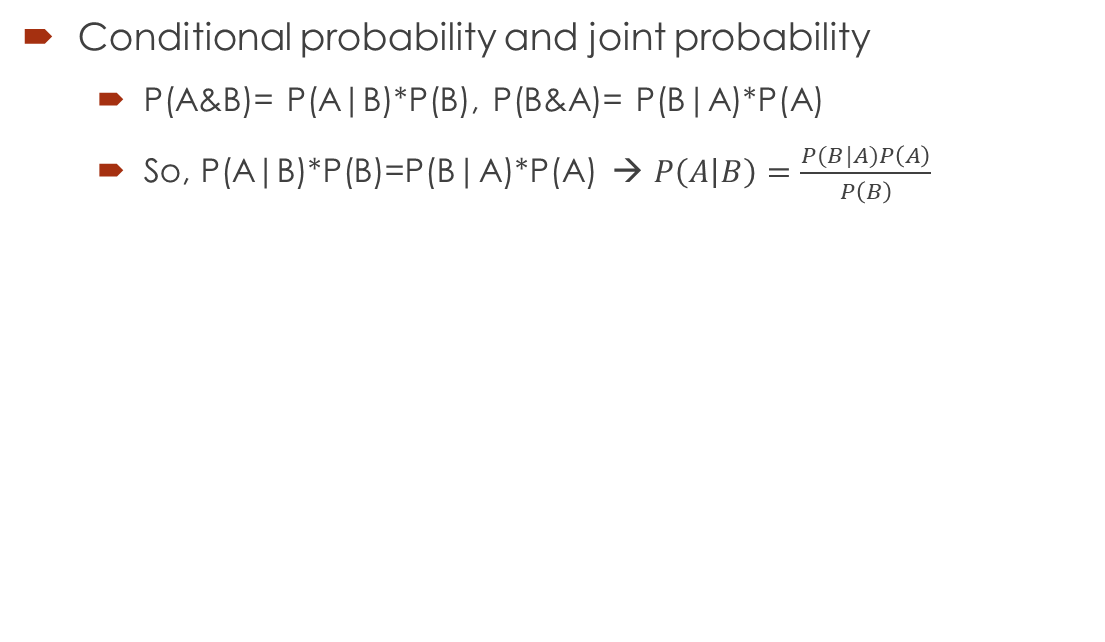 Conditional probability and joint probability
P(A&B)= P(A|B)*P(B), P(B&A)= P(B|A)*P(A)
So, P(A|B)*P(B)=P(B|A)*P(A) → P(A|B) = P(B|A)P(A) / P(B)